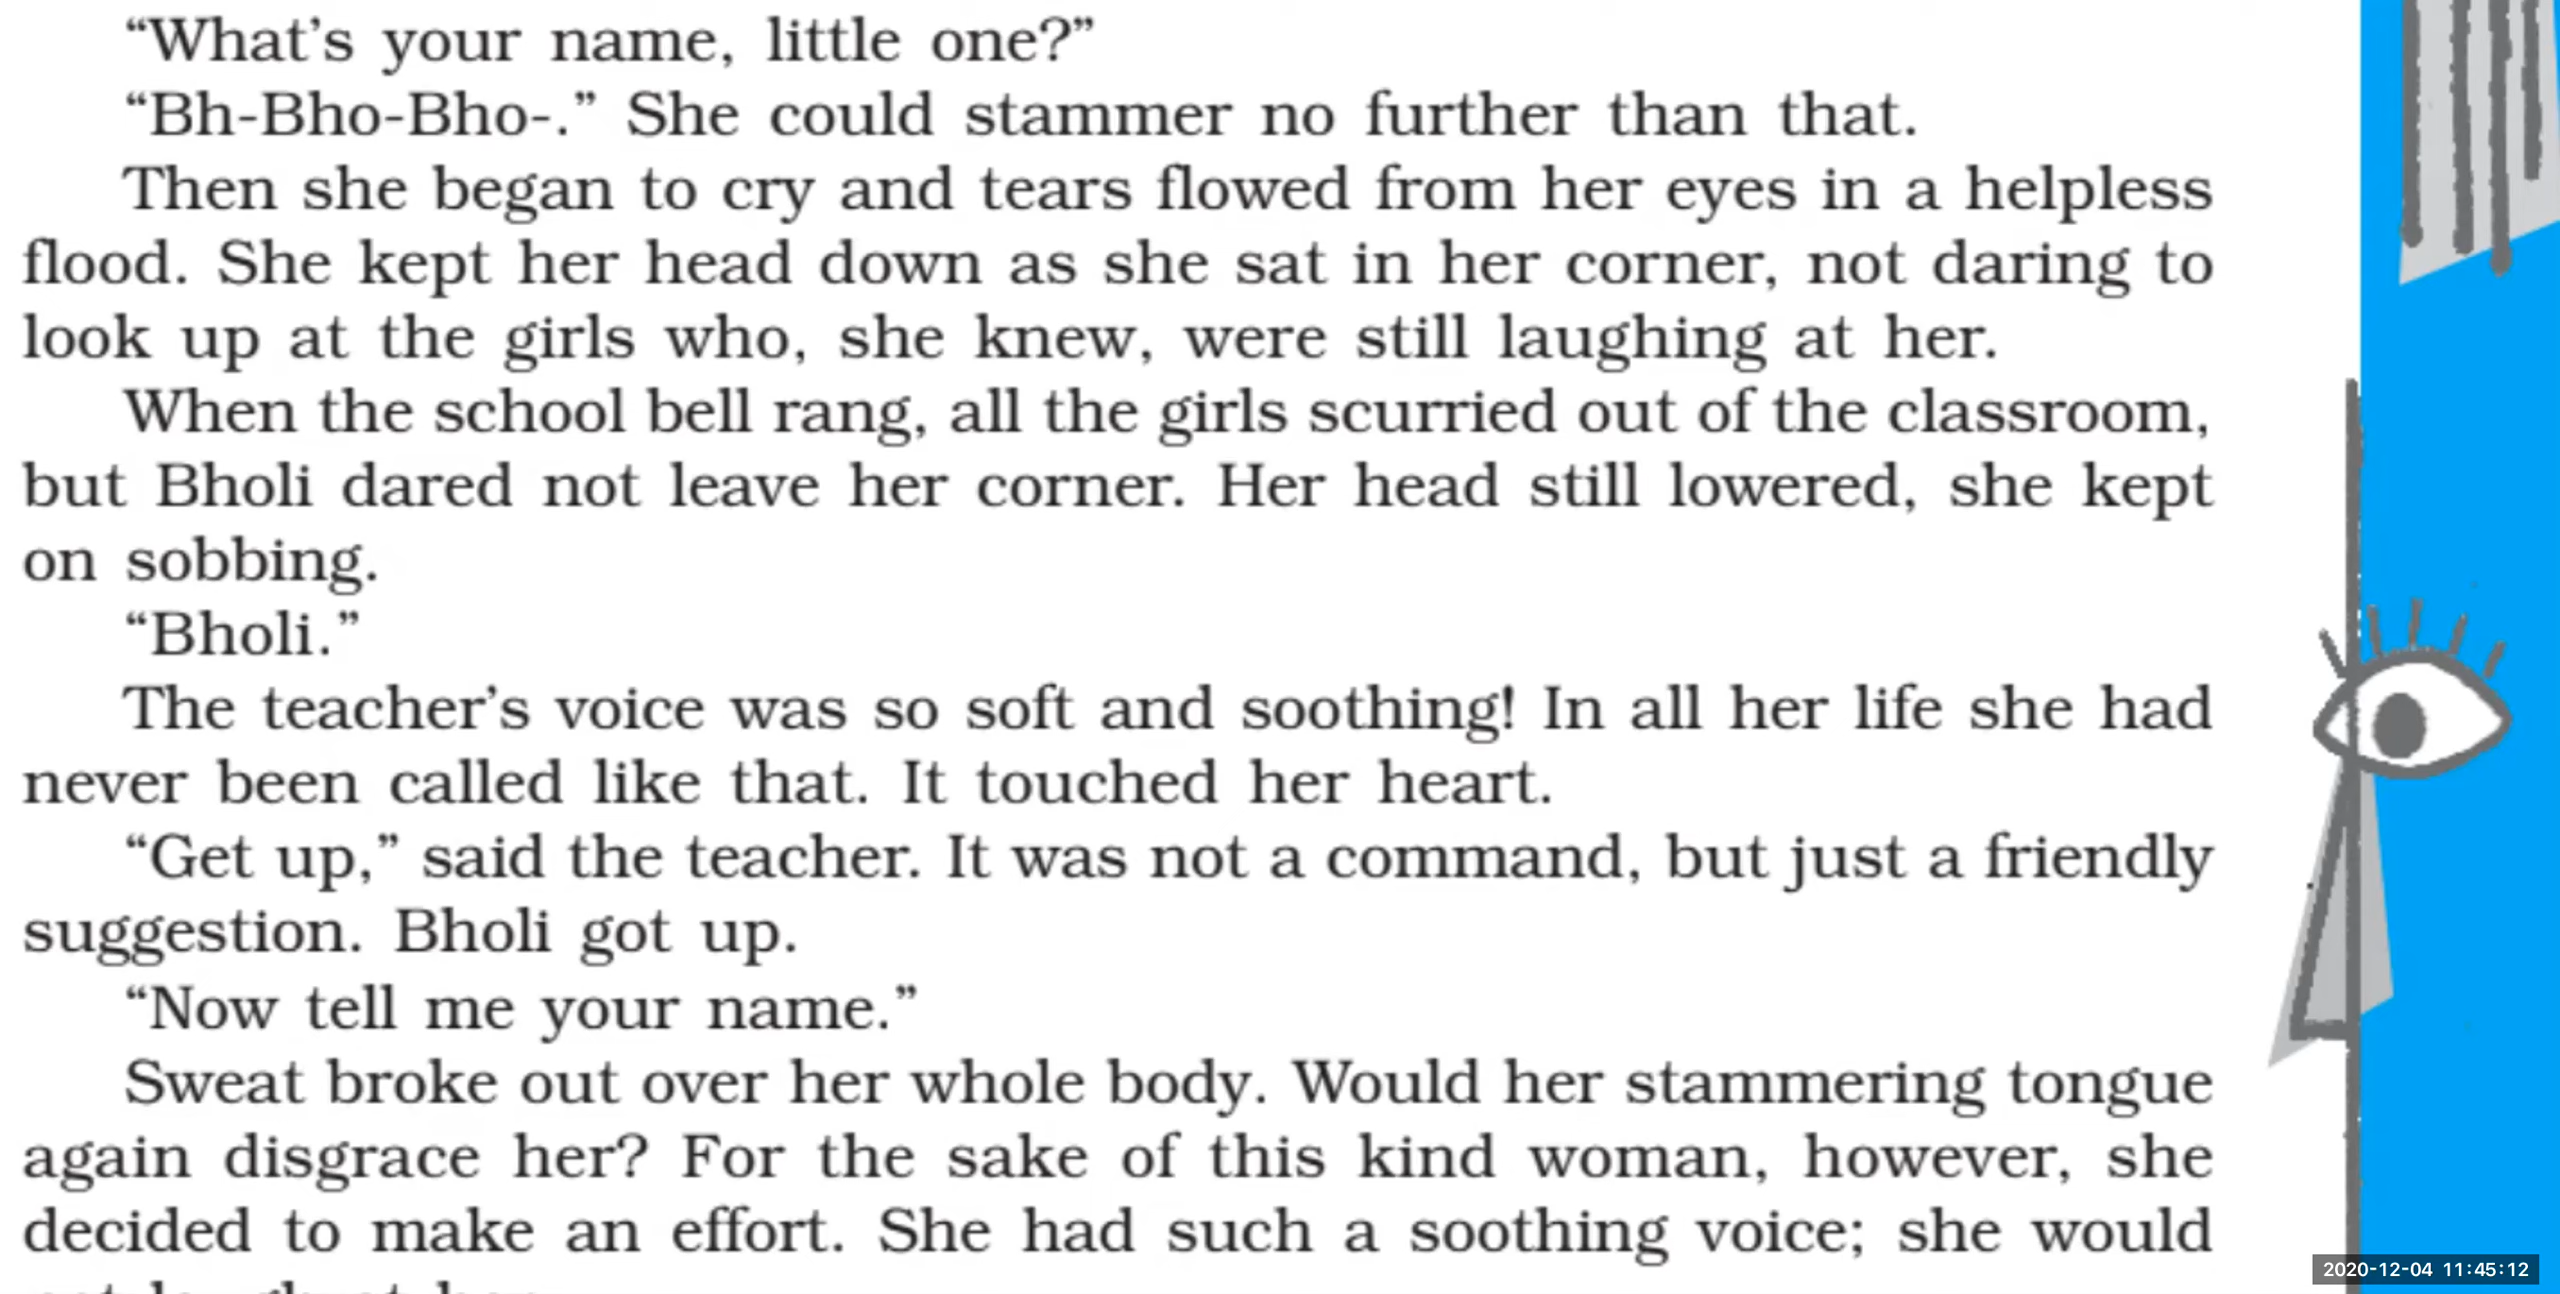 “What’s your name, little one?”
“Bh-Bho-Bho-.” She could stammer no further than that.
Then she began to cry and tears flowed from her eyes in a helpless
flood. She kept her head down as she sat in her corner, not daring to
look up at the girls who, she knew, were still laughing at her.
When the school bell rang, all the girls scurried out of the classroom,
but Bholi dared not leave her corner. Her head still lowered, she kept
on sobbing.
“Bholi.”
The teacher’s voice was so soft and soothing! In all her life she had
never been called like that. It touched her heart.
“Get up,” said the teacher. It was not a command, but just a friendly
suggestion. Bholi got up.
“Now tell me your name.”
Sweat broke out over her whole body. Would her stammering tongue
again disgrace her? For the sake of this kind woman, however, she
decided to make an effort. She had such a soothing voice; she would
2020-12-04 11:45:12